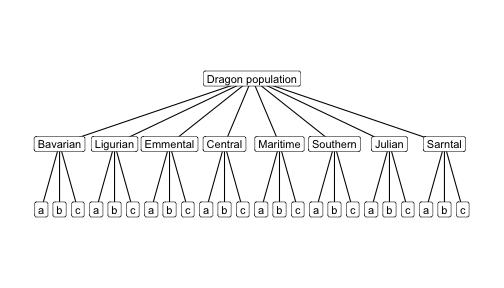 Dragon population
Bavarian Ligurian Emmental Central Maritime Southern Julian Sarntal
a b c a b c a b c a b c a b c a b c a b c a b c